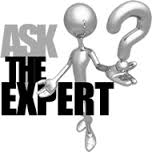 ASK
THE
EXPERT
?